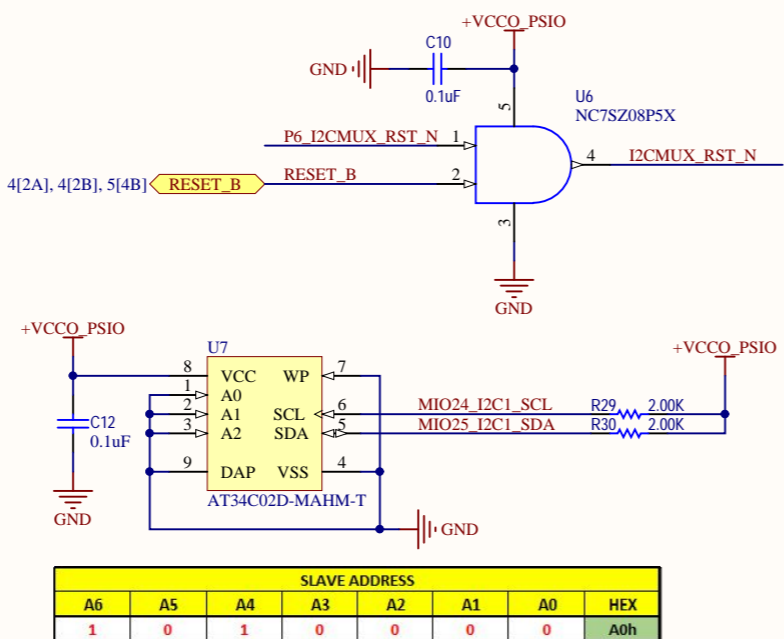 +VCCO_PSIO
C10
GND
0.1uF
U6
NC7SZ08P5X
5
P6_I2CMUX_RST_N 1
4 I2CMUX_RST_N
4[2A], 4[2B], 5[4B] RESET_B RESET_B 2
3
GND
+VCCO_PSIO
U7
+VCCO_PSIO
8 VCC WP 7
1 A0
2 A1 SCL 6 MIO24_I2C1_SCL R29 2.00K
3 A2 SDA 5 MIO25_I2C1_SDA R30 2.00K
C12
0.1uF
9 DAP VSS 4
AT34C02D-MAHM-T
GND
GND
SLAVE ADDRESS
A6 A5 A4 A3 A2 A1 A0 HEX
1 0 1 0 0 0 0 A0h